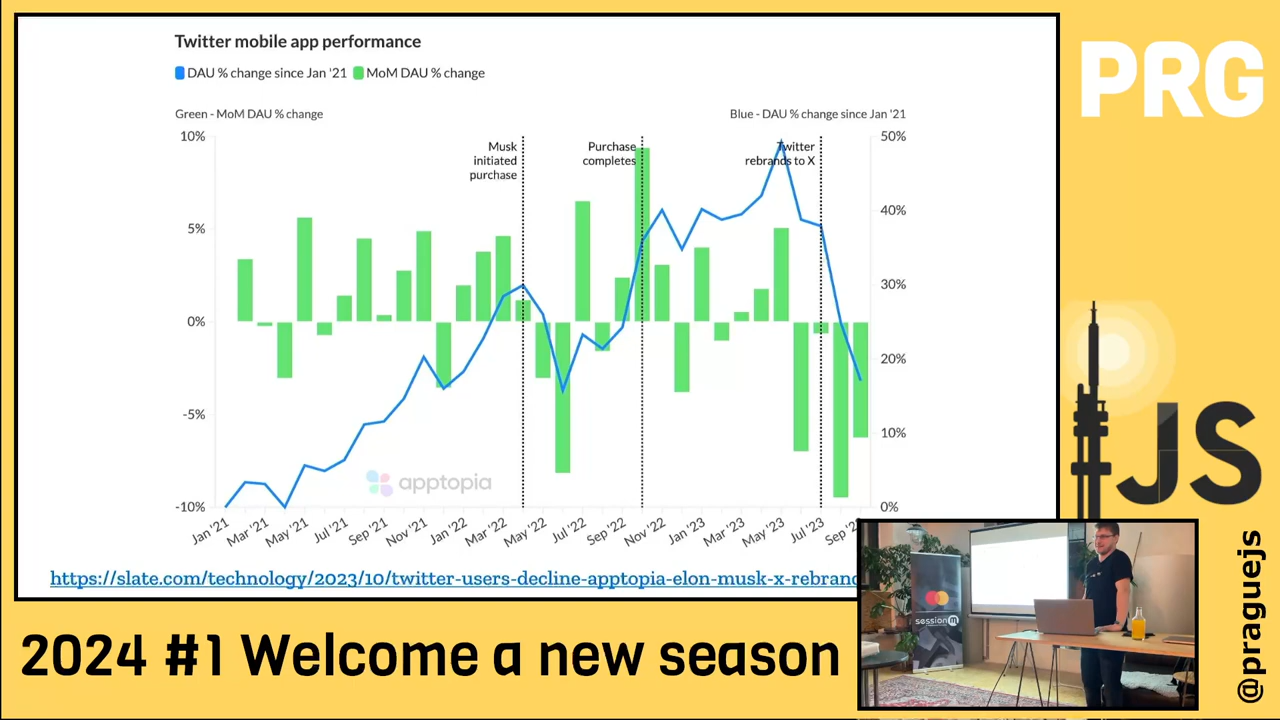 Twitter mobile app performance
DAU % change since Jan '21 MoM DAU % change
Green - MoM DAU % change
Blue - DAU % change since Jan '21
10%
5%
0%
-5%
-10%
Musk
initiated
purchase
Purchase
completes
Twitter
rebrands to X
50%
40%
30%
20%
10%
0%
apptopia
Jan '21 Mar '21 May '21 Jul '21 Sep '21 Nov '21 Jan '22 Mar '22 May '22 Jul '22 Sep '22 Nov '22 Jan '23 Mar '23 May '23 Jul '23 Sep
https://slate.com/technology/2023/10/twitter-users-decline-apptopia-elon-musk-x-rebran
PRG
JS
@praguejs
session m
2024 #1 Welcome a new season